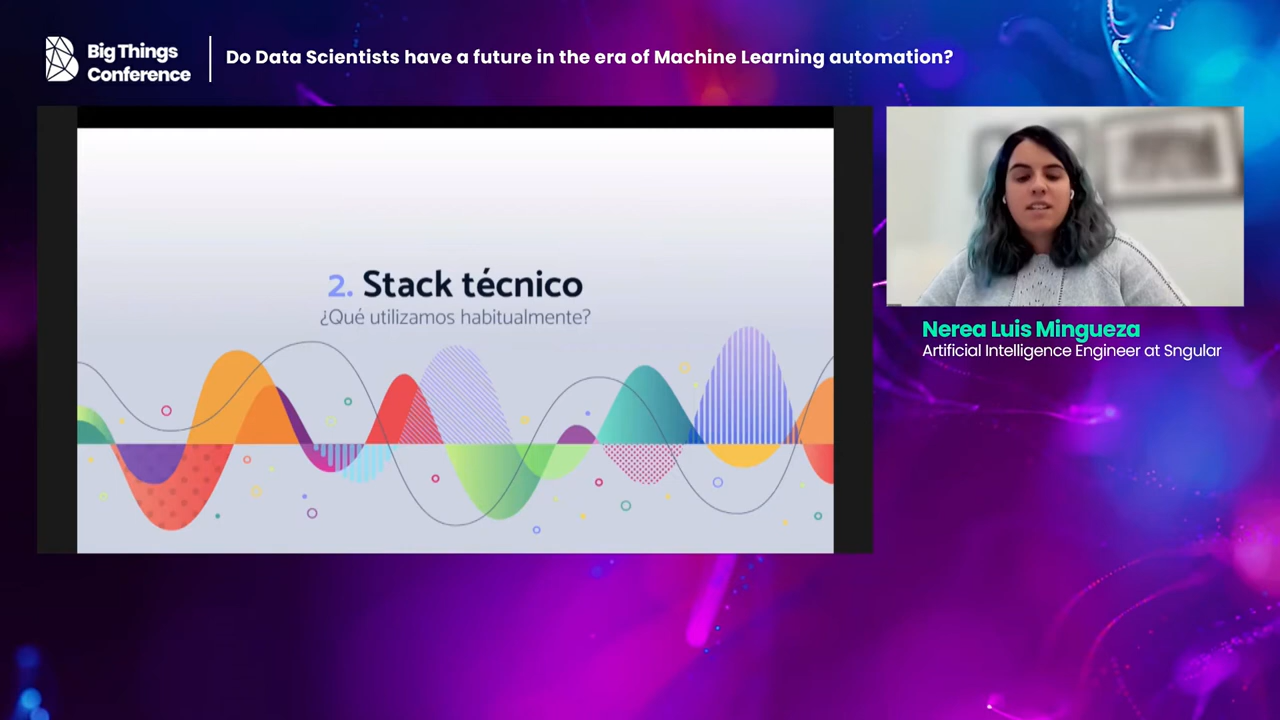 Big Things
Conference
Do Data Scientists have a future in the era of Machine Learning automation?
2. Stack técnico
¿Qué utilizamos habitualmente?
Nerea Luis Mingueza
Artificial Intelligence Engineer at Sngular